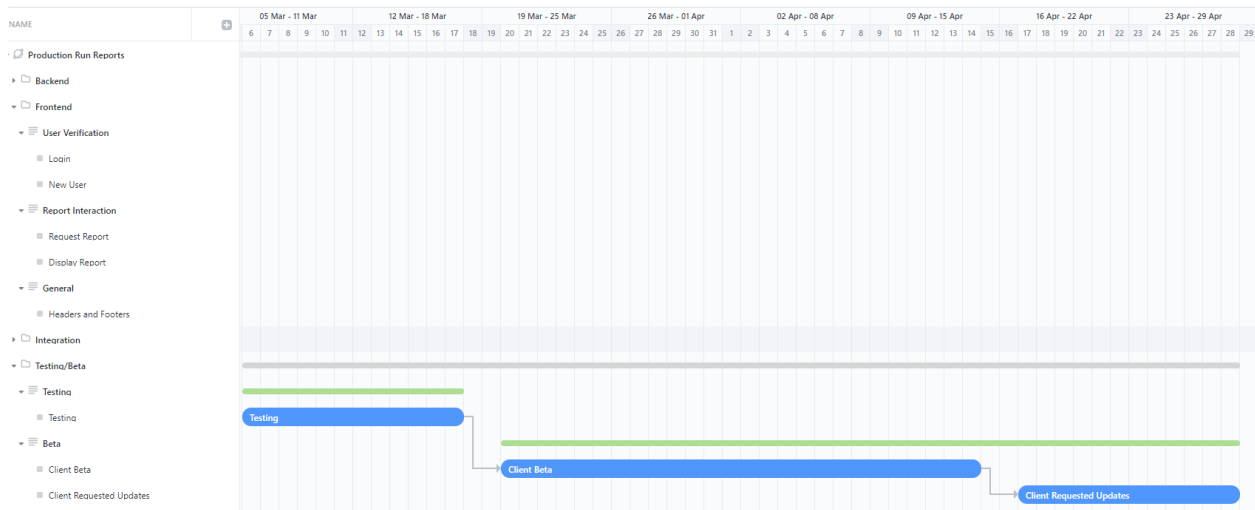 NAME
05 Mar - 11 Mar 12 Mar - 18 Mar 19 Mar - 25 Mar 26 Mar - 01 Apr 02 Apr - 08 Apr 09 Apr - 15 Apr 16 Apr - 22 Apr 23 Apr - 29 Apr
6 7 8 9 10 11 12 13 14 15 16 17 18 19 20 21 22 23 24 25 26 27 28 29 30 31 1 2 3 4 5 6 7 8 9 10 11 12 13 14 15 16 17 18 19 20 21 22 23 24 25 26 27 28 29
Production Run Reports
Backend
Frontend
User Verification
Login
New User
Report Interaction
Request Report
Display Report
General
Headers and Footers
Integration
Testing/Beta
Testing
Testing Testing
Beta
Client Beta Client Beta
Client Requested Updates Client Requested Updates